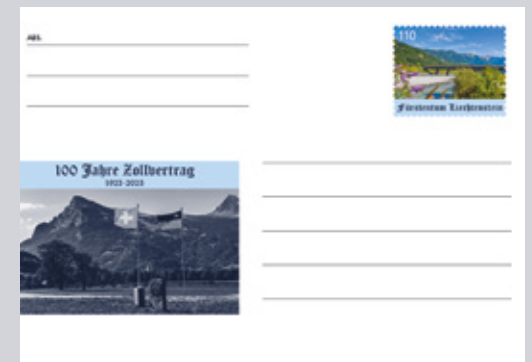 ABS.
110
Fürstentum Liechtenstein
100 Jahre Zollvertrag
1923-2023